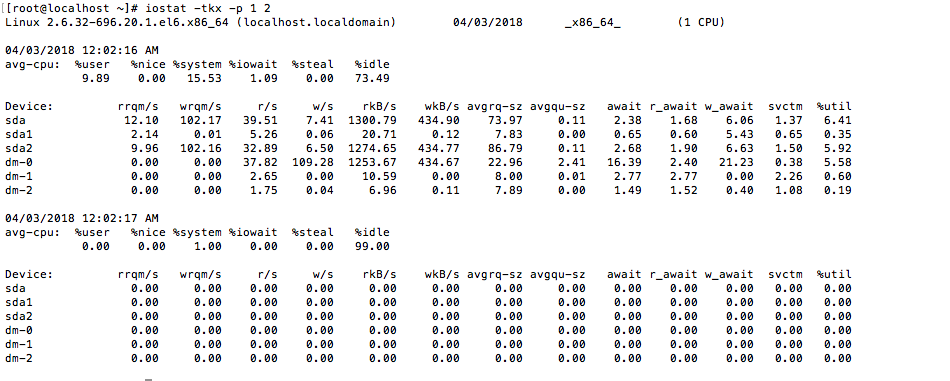 [[root@localhost ~]# iostat -tkx -p 1 2
Linux 2.6.32-696.20.1.el6.x86_64 (localhost.localdomain) 04/03/2018 _x86_64_ (1 CPU)
04/03/2018 12:02:16 AM
avg-cpu: %user %nice %system %iowait %steal %idle
9.89 0.00 15.53 1.09 0.00 73.49
Device: rrqm/s wrqm/s r/s w/s rkB/s wkB/s avgrq-sz avgqu-sz await r_await w_await svctm %util
sda 12.10 102.17 39.51 7.41 1300.79 434.90 73.97 0.11 2.38 1.68 6.06 1.37 6.41
sda1 2.14 0.01 5.26 0.06 20.71 0.12 7.83 0.00 0.65 0.60 5.43 0.65 0.35
sda2 9.96 102.16 32.89 6.50 1274.65 434.77 86.79 0.11 2.68 1.90 6.63 1.50 5.92
dm-0 0.00 0.00 37.82 109.28 1253.67 434.67 22.96 2.41 16.39 2.40 21.23 0.38 5.58
dm-1 0.00 0.00 2.65 0.00 10.59 0.00 8.00 0.01 2.77 2.77 0.00 2.26 0.60
dm-2 0.00 0.00 1.75 0.04 6.96 0.11 7.89 0.00 1.49 1.52 0.40 1.08 0.19
04/03/2018 12:02:17 AM
avg-cpu: %user %nice %system %iowait %steal %idle
0.00 0.00 1.00 0.00 0.00 99.00
Device: rrqm/s wrqm/s r/s w/s rkB/s wkB/s avgrq-sz avgqu-sz await r_await w_await svctm %util
sda 0.00 0.00 0.00 0.00 0.00 0.00 0.00 0.00 0.00 0.00 0.00 0.00 0.00
sda1 0.00 0.00 0.00 0.00 0.00 0.00 0.00 0.00 0.00 0.00 0.00 0.00 0.00
sda2 0.00 0.00 0.00 0.00 0.00 0.00 0.00 0.00 0.00 0.00 0.00 0.00 0.00
dm-0 0.00 0.00 0.00 0.00 0.00 0.00 0.00 0.00 0.00 0.00 0.00 0.00 0.00
dm-1 0.00 0.00 0.00 0.00 0.00 0.00 0.00 0.00 0.00 0.00 0.00 0.00 0.00
dm-2 0.00 0.00 0.00 0.00 0.00 0.00 0.00 0.00 0.00 0.00 0.00 0.00 0.00